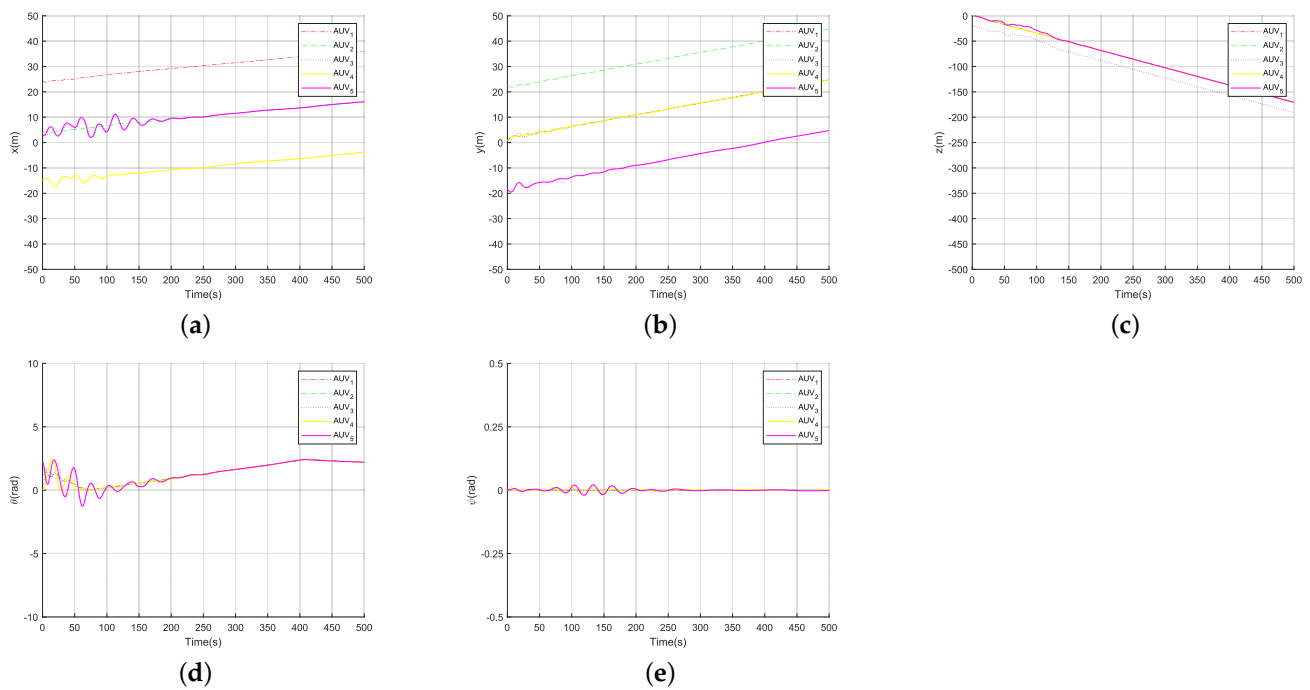 50
40
30
20
10
0
-10
-20
-30
-40
-50
x(m)
0 50 100 150 200 250 300 350 400 450 500
Time(s)
AUV1
AUV2
AUV3
AUV4
AUV5
(a)
50
40
30
20
10
0
-10
-20
-30
-40
-50
y(m)
0 50 100 150 200 250 300 350 400 450 500
Time(s)
AUV1
AUV2
AUV3
AUV4
AUV5
(b)
0
-50
-100
-150
-200
-250
-300
-350
-400
-450
-500
z(m)
0 50 100 150 200 250 300 350 400 450 500
Time(s)
AUV1
AUV2
AUV3
AUV4
AUV5
(c)
10
5
0
-5
-10
θ(rad)
0 50 100 150 200 250 300 350 400 450 500
Time(s)
AUV1
AUV2
AUV3
AUV4
AUV5
(d)
0.5
0.25
0
-0.25
-0.5
ψ(rad)
0 50 100 150 200 250 300 350 400 450 500
Time(s)
AUV1
AUV2
AUV3
AUV4
AUV5
(e)